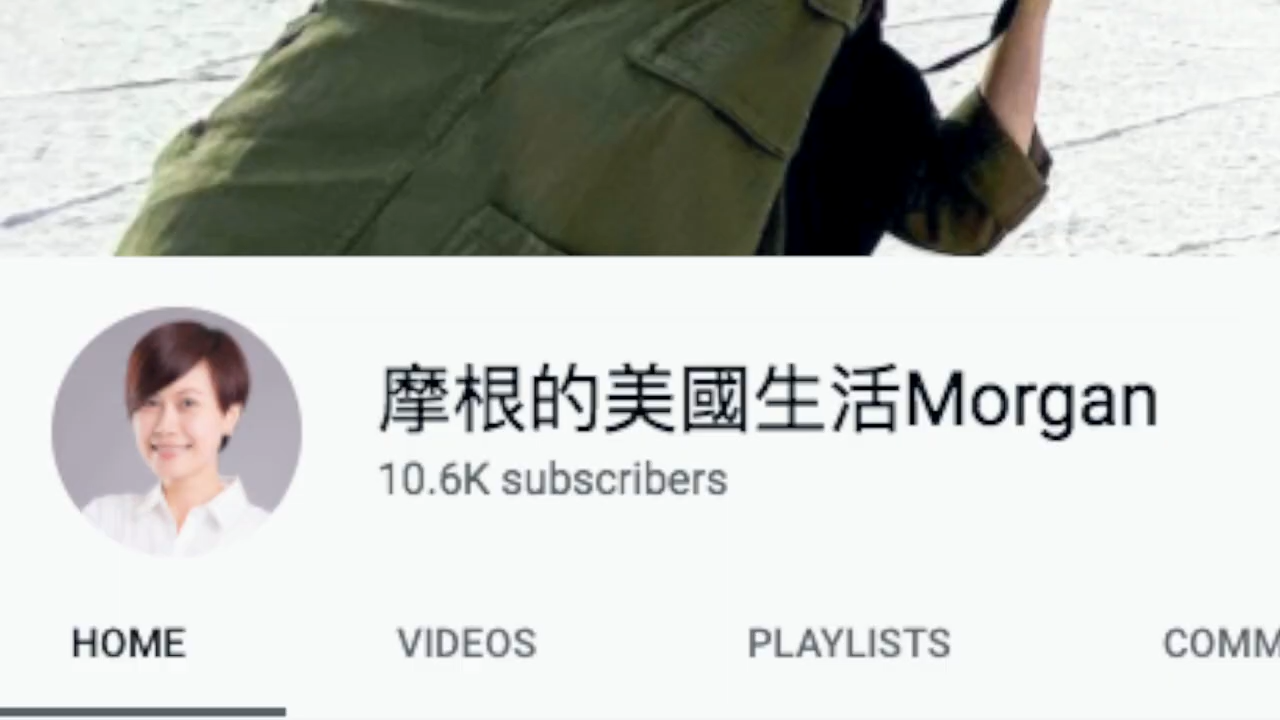 摩根的美國生活Morgan
10.6K subscribers
HOME VIDEOS PLAYLISTS COMM